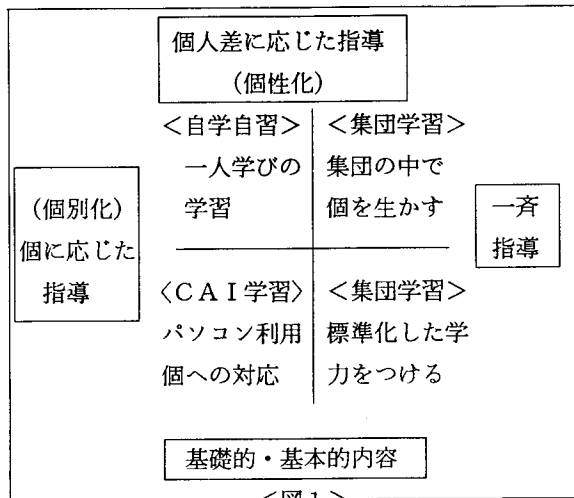 個人差に応じた指導
(個性化)
<自学自習>
一人学びの
学習
<集団学習>
集団の中で
個を生かす
(個別化)
個に応じた
指導
一斉
指導
〈CAI学習〉
パソコン利用
個への対応
<集団学習>
標準化した学
力をつける
基礎的・基本的内容
<図1>